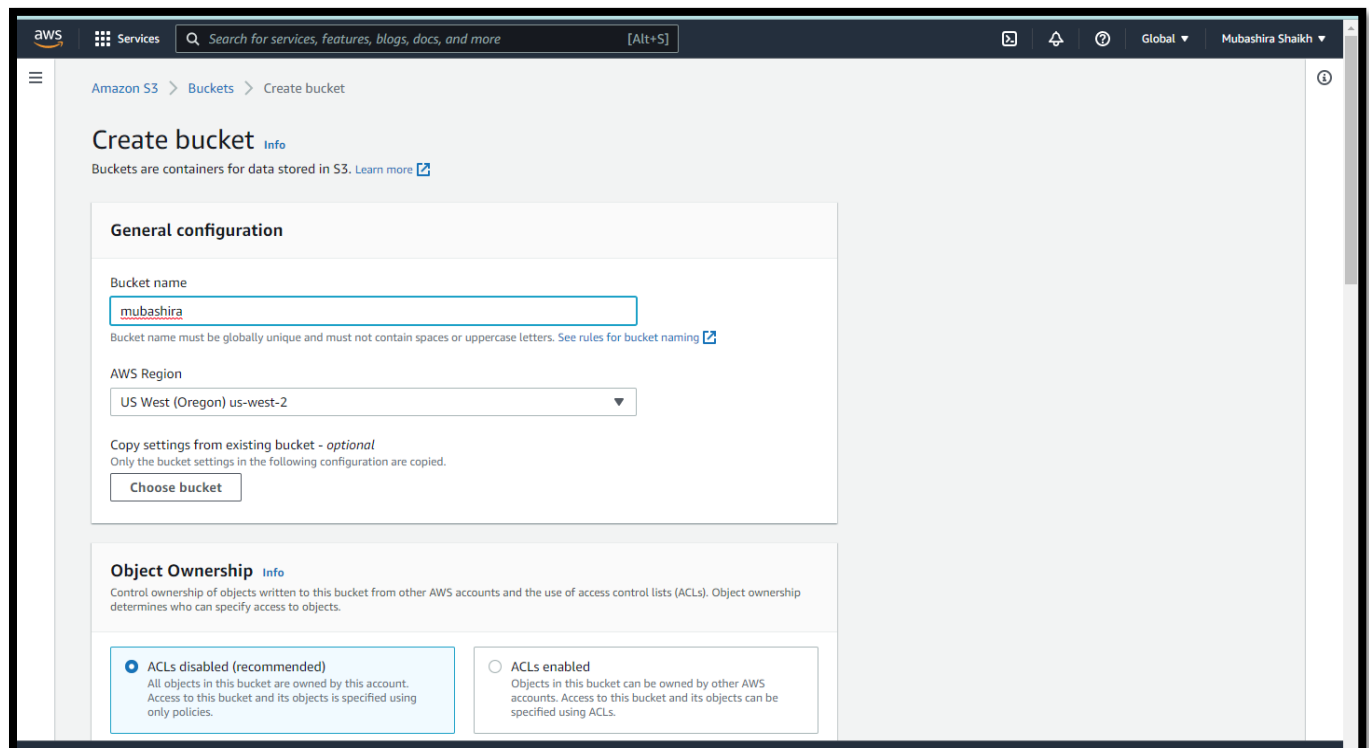 aws Services Search for services, features, blogs, docs, and more [Alt+S] Global Mubashira Shaikh
Amazon S3 > Buckets > Create bucket
Create bucket Info
Buckets are containers for data stored in S3. Learn more
General configuration
Bucket name
mubashira
Bucket name must be globally unique and must not contain spaces or uppercase letters. See rules for bucket naming
AWS Region
US West (Oregon) us-west-2
Copy settings from existing bucket - optional
Only the bucket settings in the following configuration are copied.
Choose bucket
Object Ownership Info
Control ownership of objects written to this bucket from other AWS accounts and the use of access control lists (ACLs). Object ownership
determines who can specify access to objects.
ACLs disabled (recommended)
All objects in this bucket are owned by this account.
Access to this bucket and its objects is specified using
only policies.
ACLs enabled
Objects in this bucket can be owned by other AWS
accounts. Access to this bucket and its objects can be
specified using ACLs.